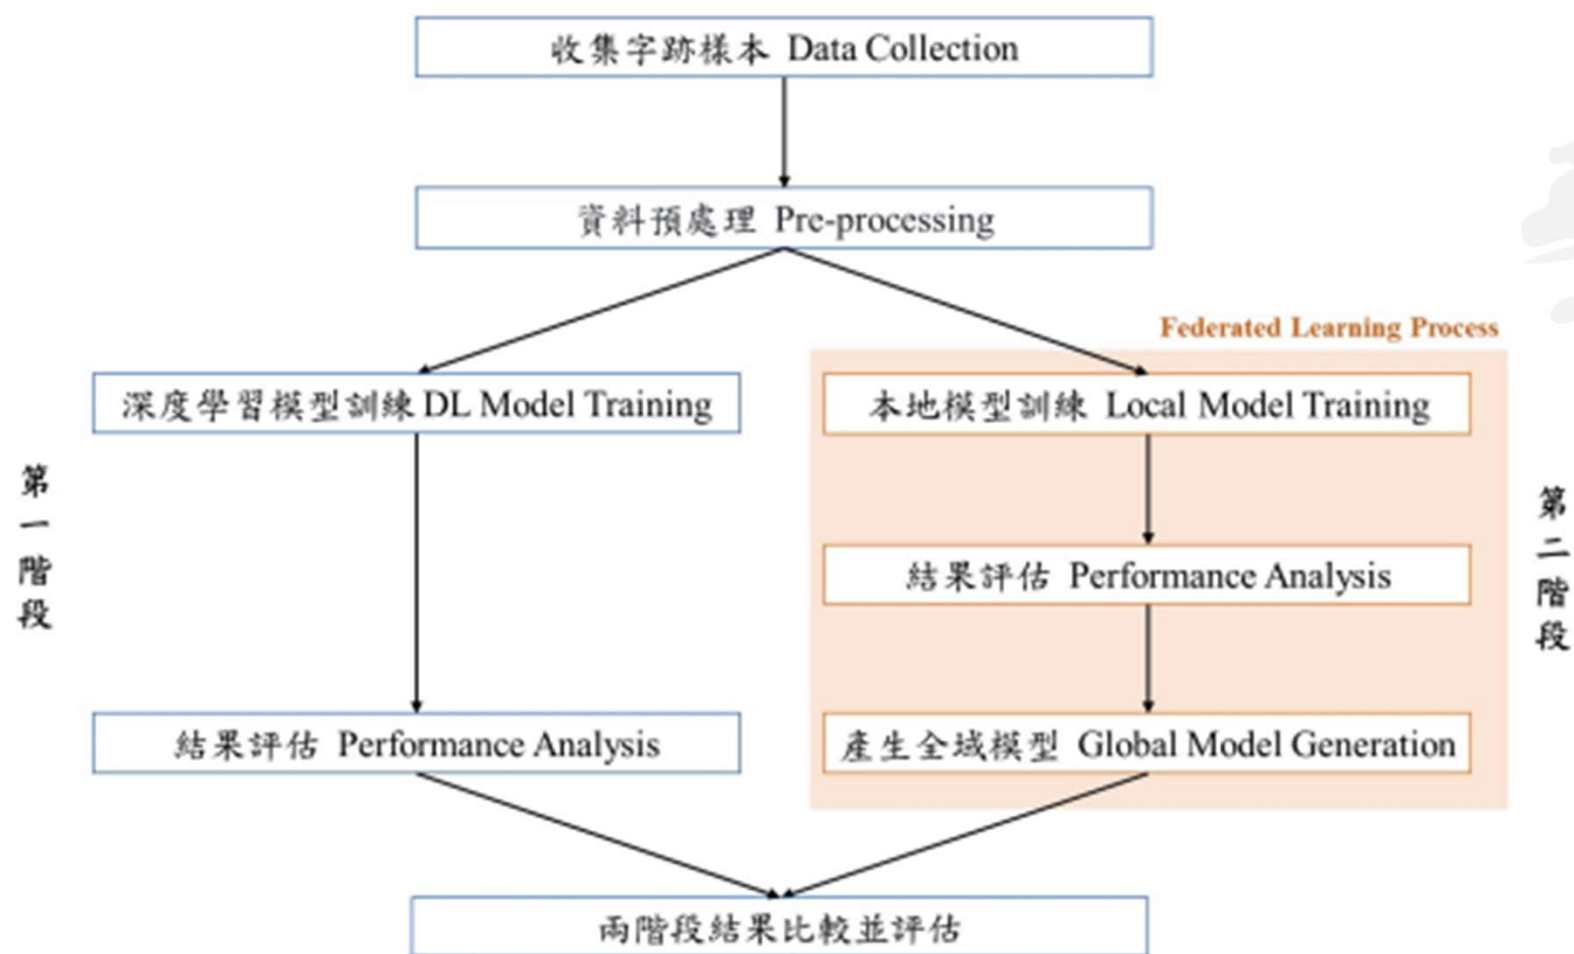 收集字跡樣本 Data Collection
資料預處理 Pre-processing
Federated Learning Process
深度學習模型訓練 DL Model Training
本地模型訓練 Local Model Training
第一階段
第二階段
結果評估 Performance Analysis
結果評估 Performance Analysis
產生全域模型 Global Model Generation
兩階段結果比較並評估